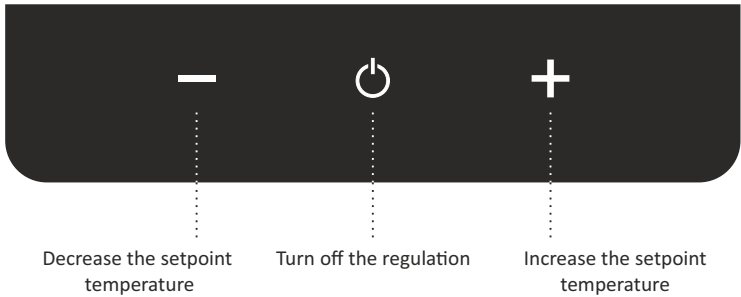 Decrease the setpoint
temperature
Turn off the regulation
Increase the setpoint
temperature